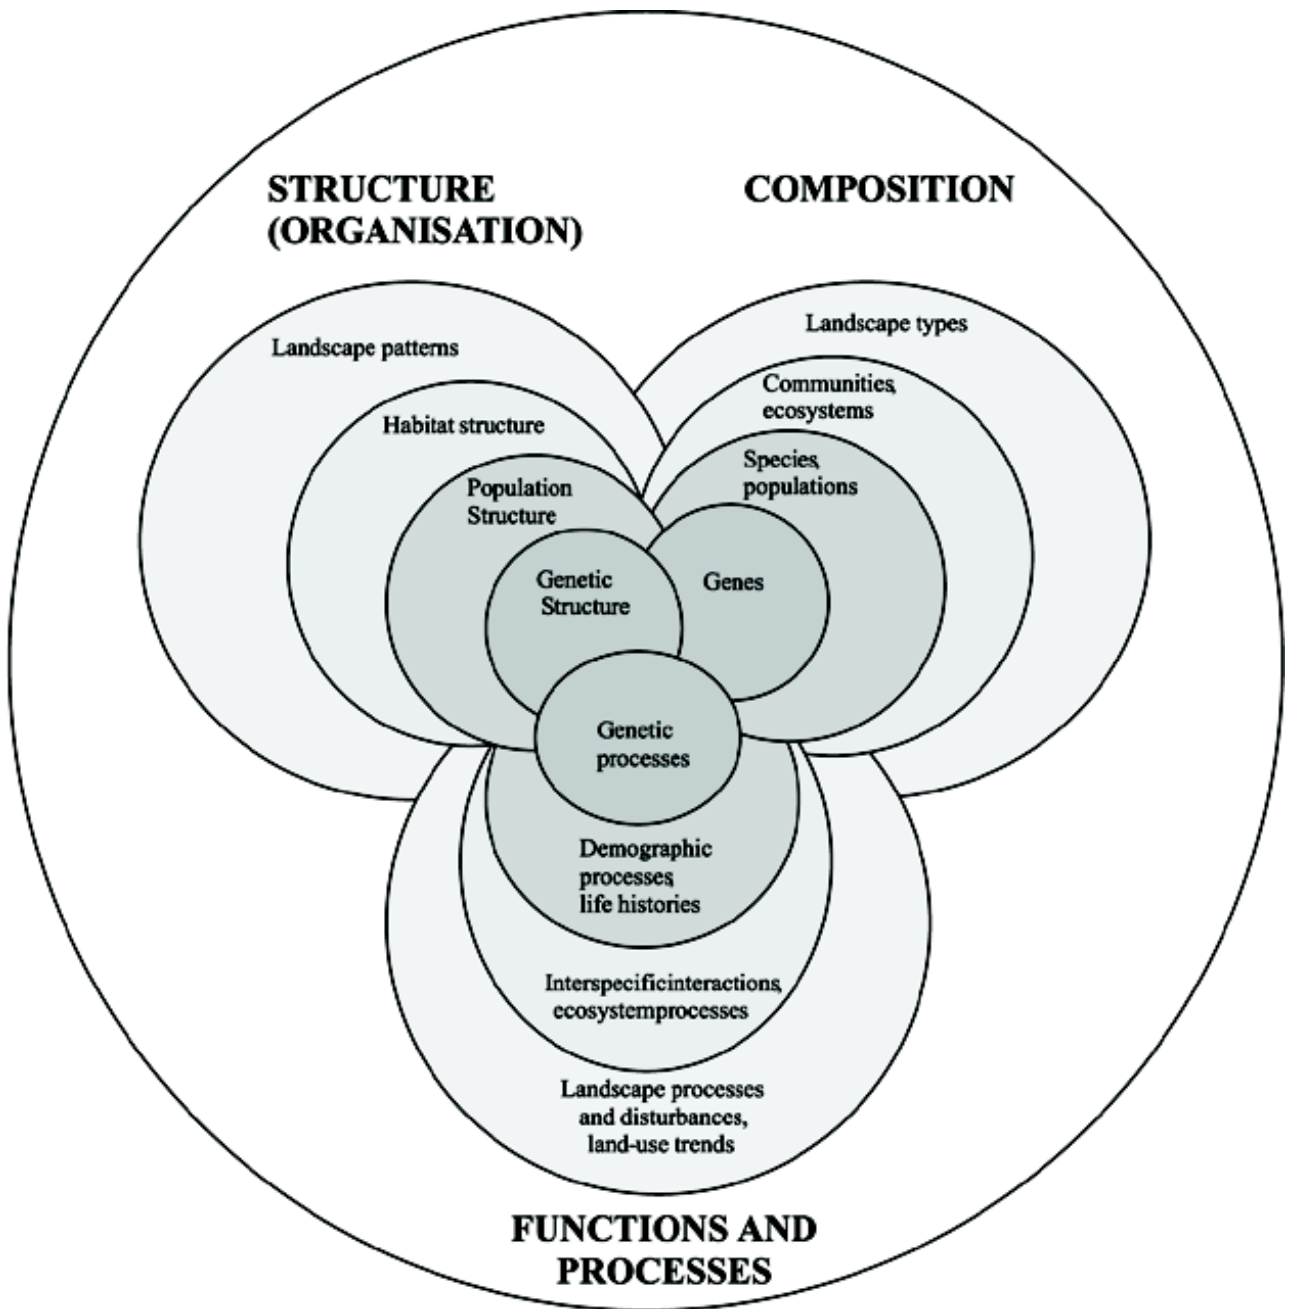 STRUCTURE
(ORGANISATION)
COMPOSITION
Landscape patterns
Habitat structure
Population
Structure
Genetic
Structure
Landscape types
Communities,
ecosystems
Species,
populations
Genes
Genetic
processes
Demographic
processes,
life histories
Interspecificinteractions,
ecosystemprocesses
Landscape processes
and disturbances,
land-use trends
FUNCTIONS AND
PROCESSES